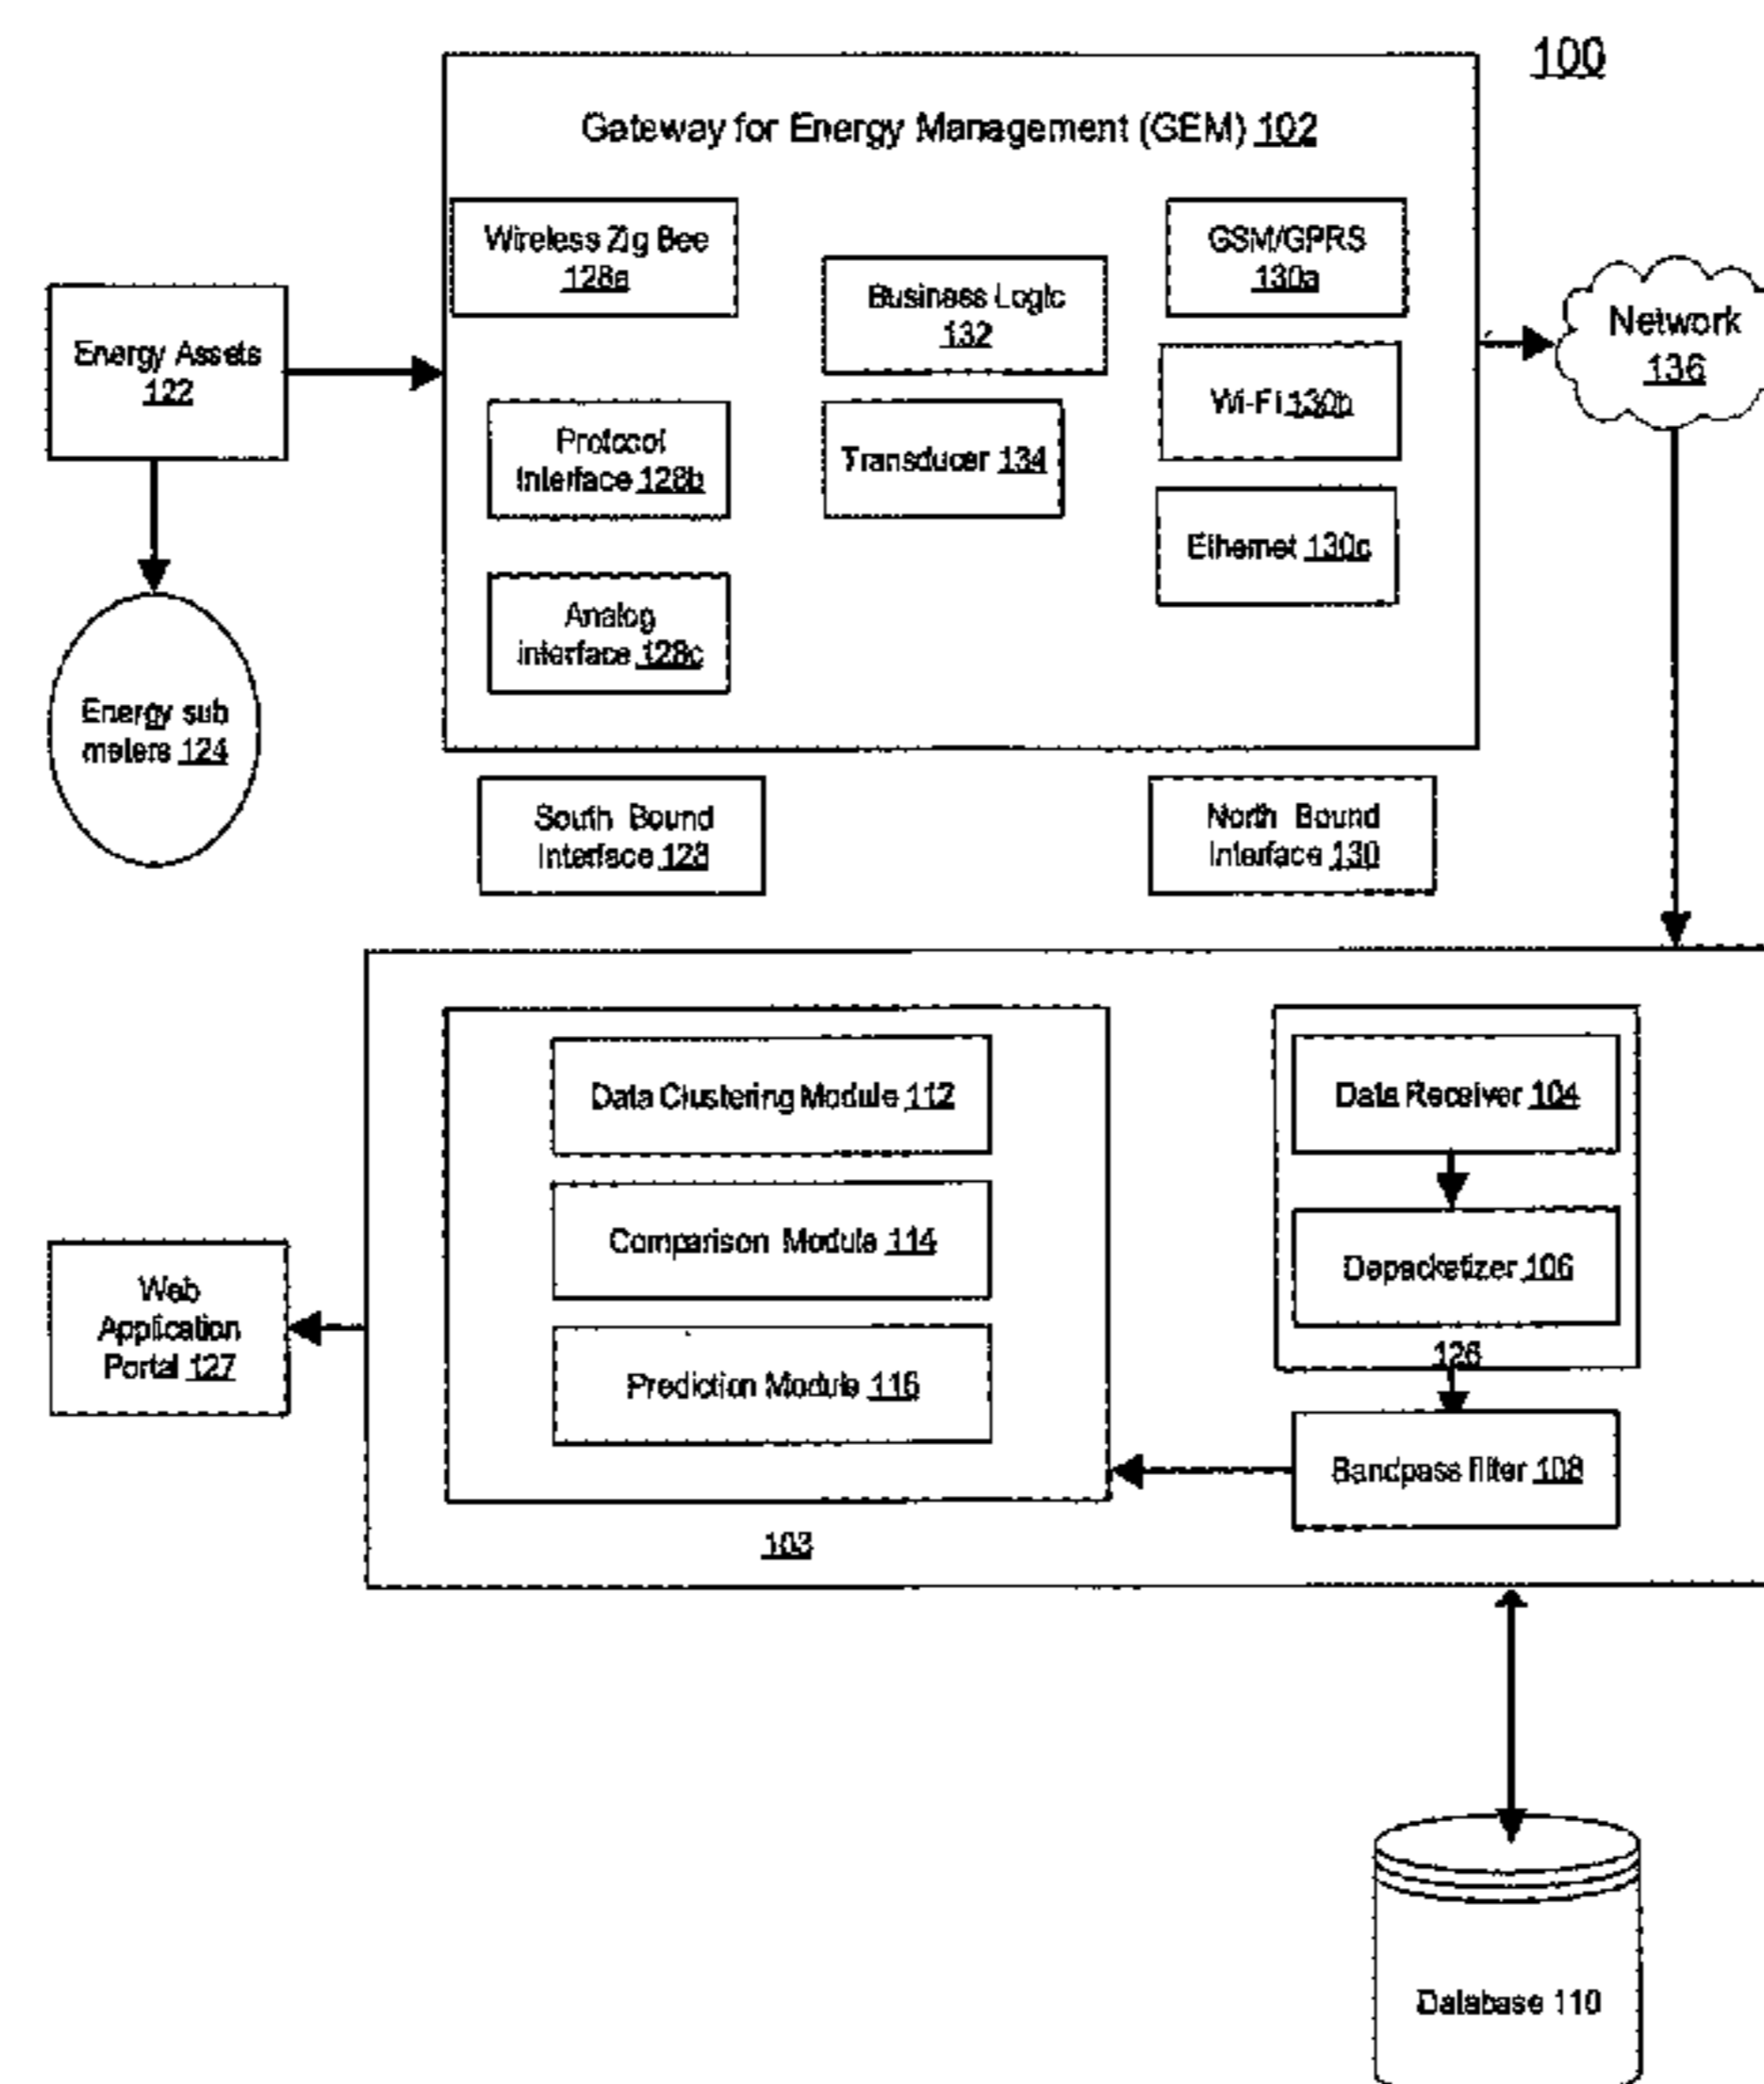 100
Gateway for Energy Management (GEM) 102
Wireless Zig Bee
128a
GSM/GPRS
130a
Business Logic
132
Energy Assets
122
Network
136
Wi-Fi 130b
Protocol
Interface 128b
Transducer 134
Ethernet 130c
Analog
interface 128c
Energy sub
meters 124
South Bound
Interface 128
North Bound
Interface 130
Data Clustering Module 112
Data Receiver 104
Comparison Module 114
Depacketizer 106
Web
Application
Portal 127
126
Prediction Module 116
Bandpass filter 108
103
Database 110